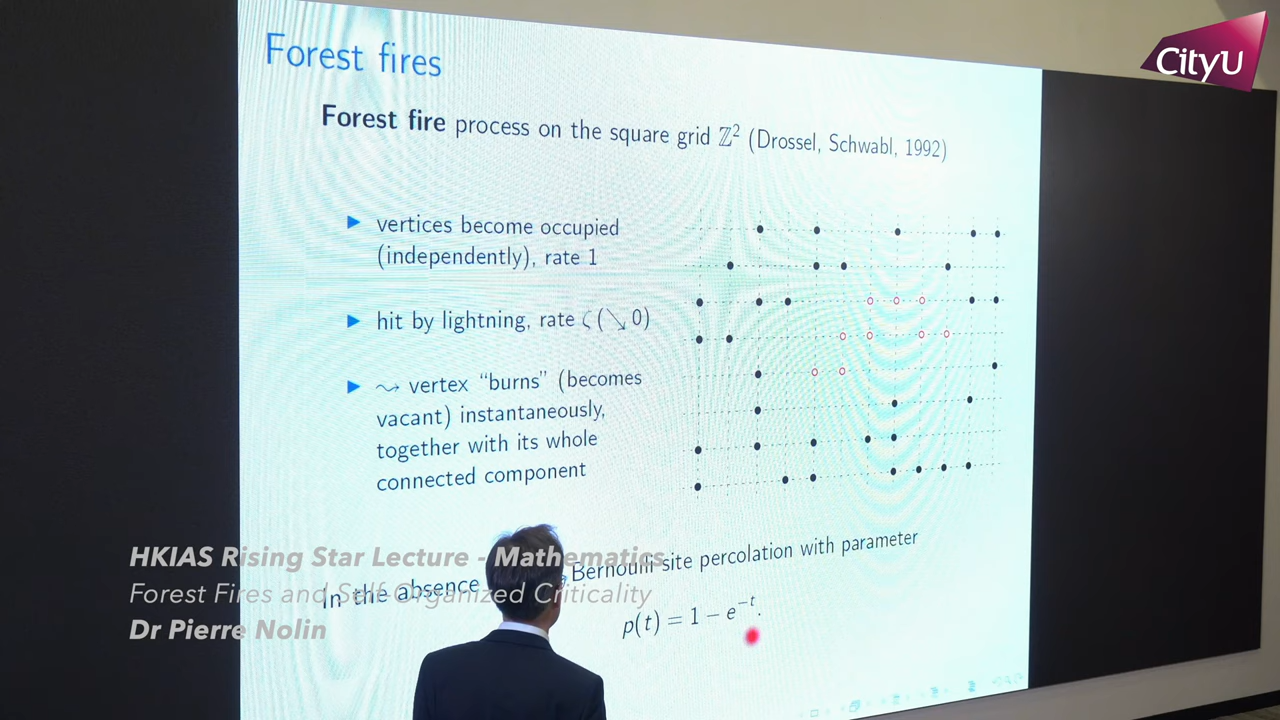 CityU
Forest fires
Forest fire process on the square grid ℤ² (Drossel, Schwabl, 1992)
▶ vertices become occupied
(independently), rate 1
▶ hit by lightning, rate ζ (↘ 0)
▶ ⇝ vertex "burns" (becomes
vacant) instantaneously,
together with its whole
connected component
In the absence Bernoulli site percolation with parameter
p(t) = 1 − e^{−t}.
HKIAS Rising Star Lecture - Mathematics
Forest Fires and Self-Organized Criticality
Dr Pierre Nolin